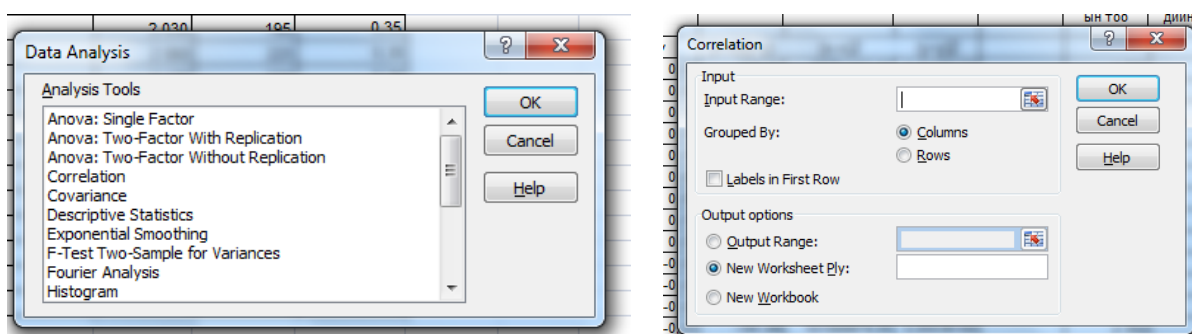 2.030 195 0.35
Data Analysis
Analysis Tools
OK
Anova: Single Factor
Anova: Two-Factor With Replication
Cancel
Anova: Two-Factor Without Replication
Correlation
Help
Covariance
Descriptive Statistics
Exponential Smoothing
F-Test Two-Sample for Variances
Fourier Analysis
Histogram
ын тоо дийн
Correlation
Input
OK
Input Range:
Cancel
Grouped By: Columns
Rows
Help
Labels in First Row
Output options
Output Range:
New Worksheet Ply:
New Workbook